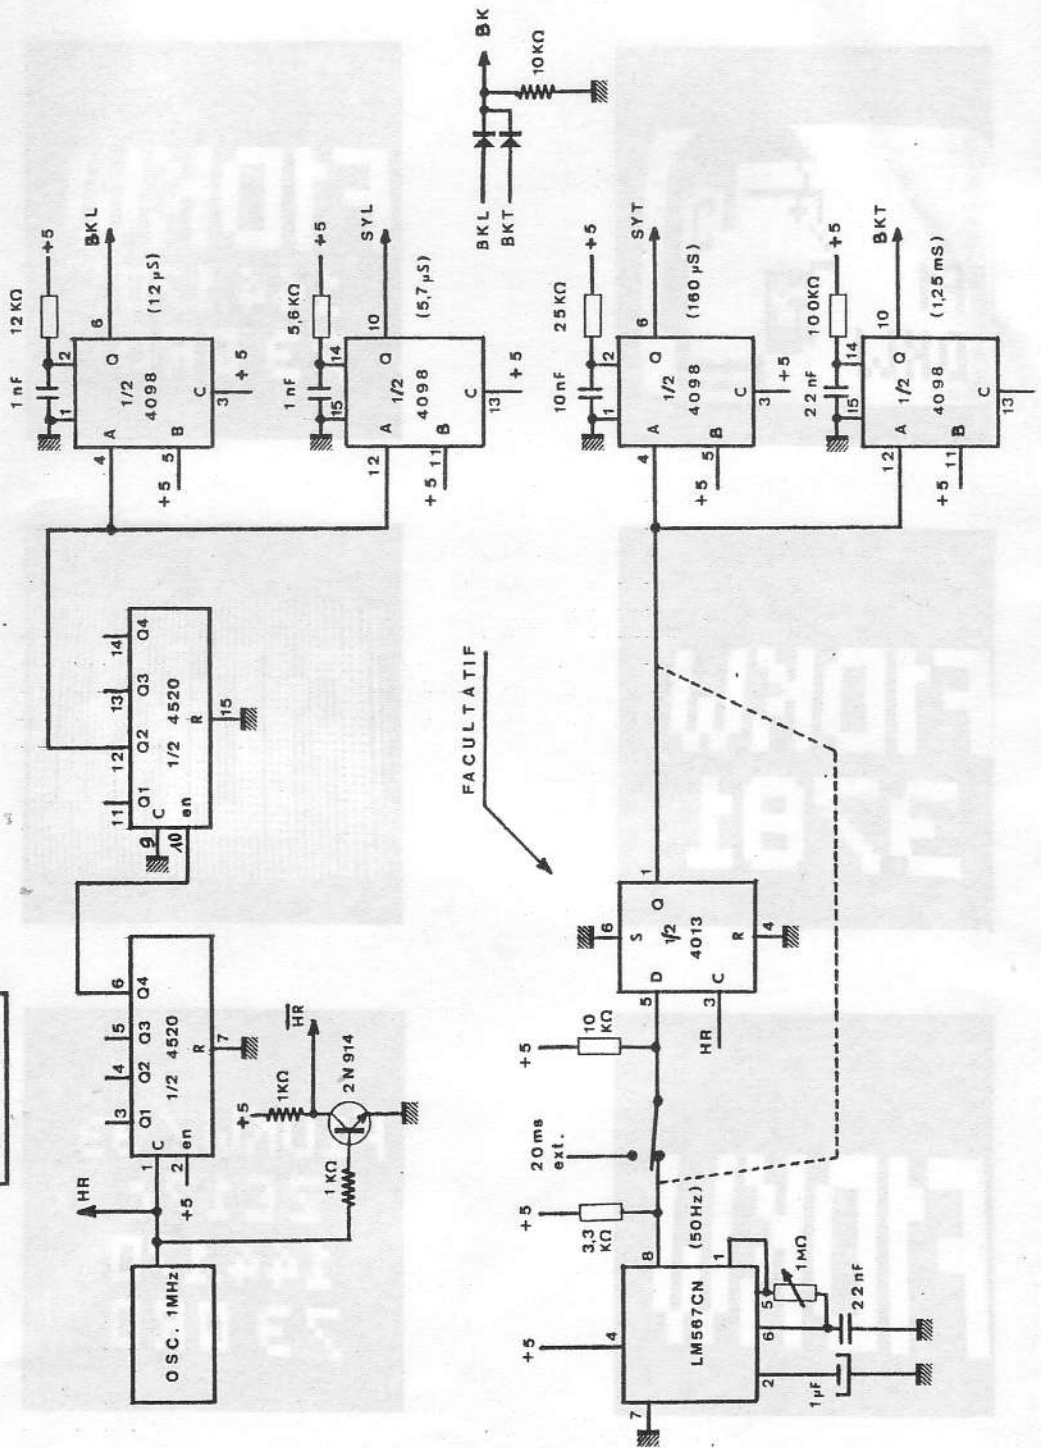 OSC. 1MHz
HR
+5
1
2
C
en
Q1
Q2
Q3
Q4
3
4
5
6
1/2 4520
R
7
1KΩ
+5
1KΩ
HR
2N914
9
10
C
en
Q1
Q2
Q3
Q4
11
12
13
14
1/2 4520
R
15
4
+5
5
A
B
1/2
4098
Q
C
3
+5
1
2
1nF
12KΩ
+5
6
BKL
(12µS)
12
+5
11
A
B
1/2
4098
Q
C
13
+5
15
14
1nF
5,6KΩ
+5
10
SYL
(5,7µS)
BKL
BKT
BK
10KΩ
FACULTATIF
+5
4
7
LM567CN
8
(50Hz)
1
5
6
2
1MΩ
22nF
1µF
+5
3,3
KΩ
20ms
ext.
+5
10
KΩ
HR
5
3
D
C
S
6
1/2
4013
Q
R
4
1
4
+5
5
A
B
1/2
4098
Q
C
3
+5
1
2
10nF
25KΩ
+5
6
SYT
(160µS)
12
+5
11
A
B
1/2
4098
Q
C
13
15
14
22nF
100KΩ
+5
10
BKT
(1,25mS)
F1DKW